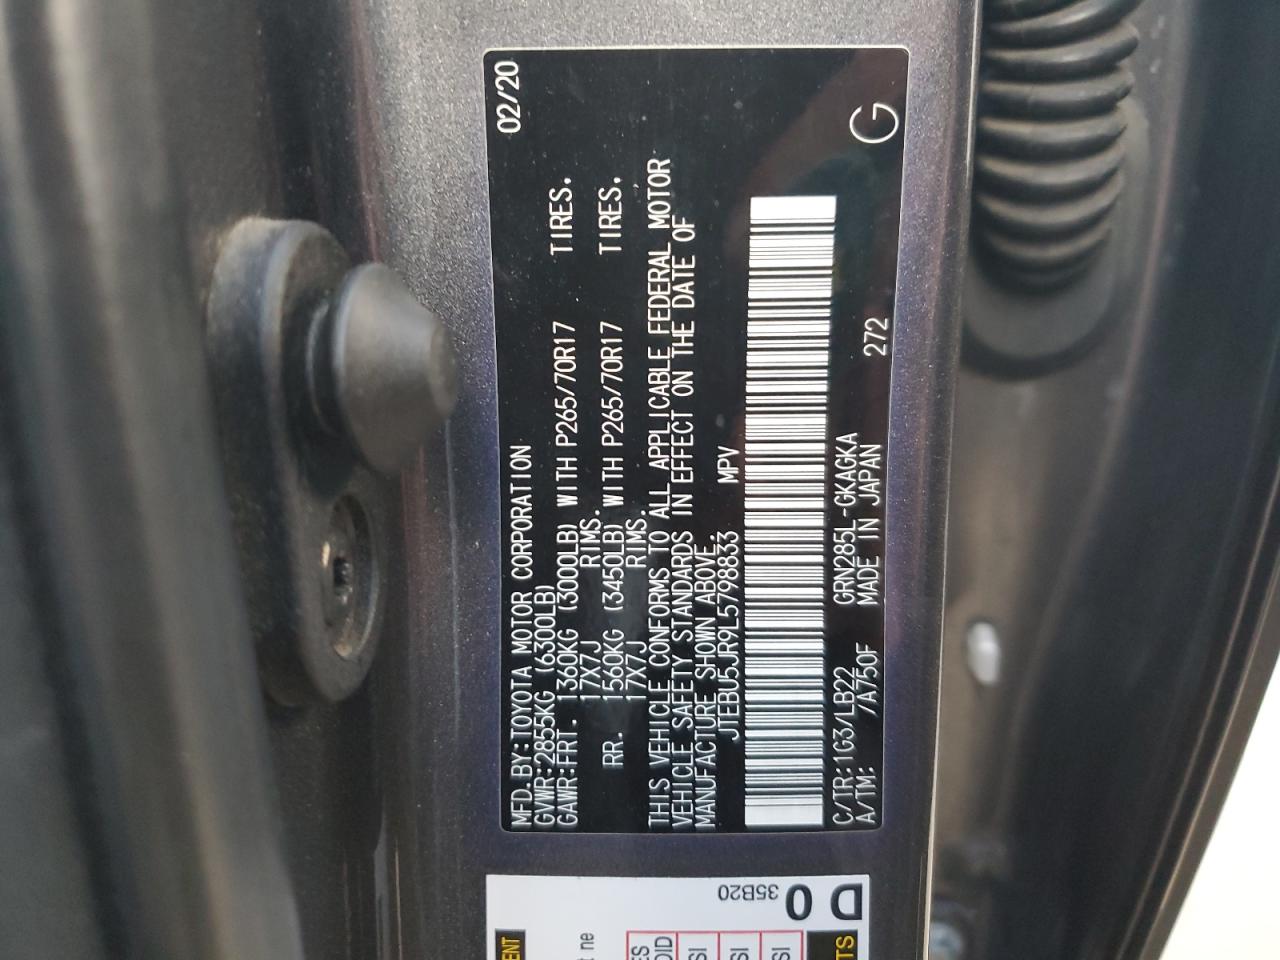 MFD.BY:TOYOTA MOTOR CORPORATION 02/20
GVWR:2855KG (6300LB)
GAWR:FRT. 1360KG (3000LB) WITH P265/70R17 TIRES.
17X7J RIMS.
RR. 1560KG (3450LB) WITH P265/70R17 TIRES.
17X7J RIMS.
THIS VEHICLE CONFORMS TO ALL APPLICABLE FEDERAL MOTOR
VEHICLE SAFETY STANDARDS IN EFFECT ON THE DATE OF
MANUFACTURE SHOWN ABOVE.
JTEBU5JR9L5798833 MPV
C/TR:1G3/LB22 GRN285L-GKAGKA
A/TM: /A750F MADE IN JAPAN 272 G
35B20
D 0